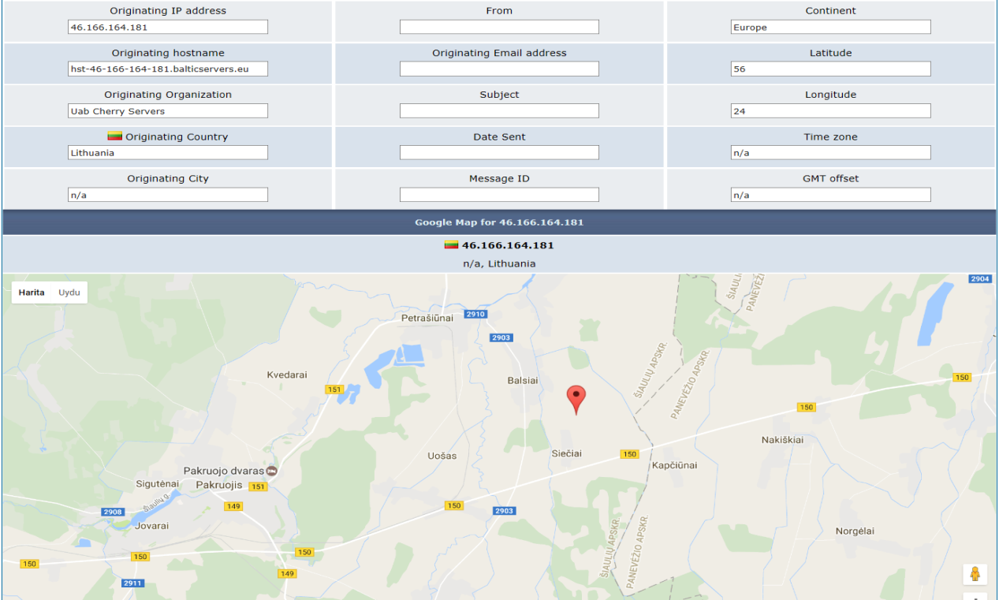 Originating IP address
From
Continent
46.166.164.181
Europe
Originating hostname
Originating Email address
Latitude
hst-46-166-164-181.balticservers.eu
56
Originating Organization
Subject
Longitude
Uab Cherry Servers
24
Originating Country
Date Sent
Time zone
Lithuania
n/a
Originating City
Message ID
GMT offset
n/a
n/a
Google Map for 46.166.164.181
46.166.164.181
n/a, Lithuania
Harita Uydu
ŠIAULIŲ
PANEVĖŽI
2904
Petrašiūnai
2910
2903
ŠIAULIŲ APSKR.
PANEVĖŽIO APSKR.
Kvedarai
Balsiai
150
151
150
Nakiškiai
Uošas
Siečiai
150
Kapčiūnai
Pakruojo dvaras
Sigutėnai
Pakruojis
151
Šiaulių g.
149
150
2903
2908
Jovarai
ŠIAULIŲ APSKR.
PANEVĖŽIO APSKR.
Norgėlai
150
150
150
149
2911